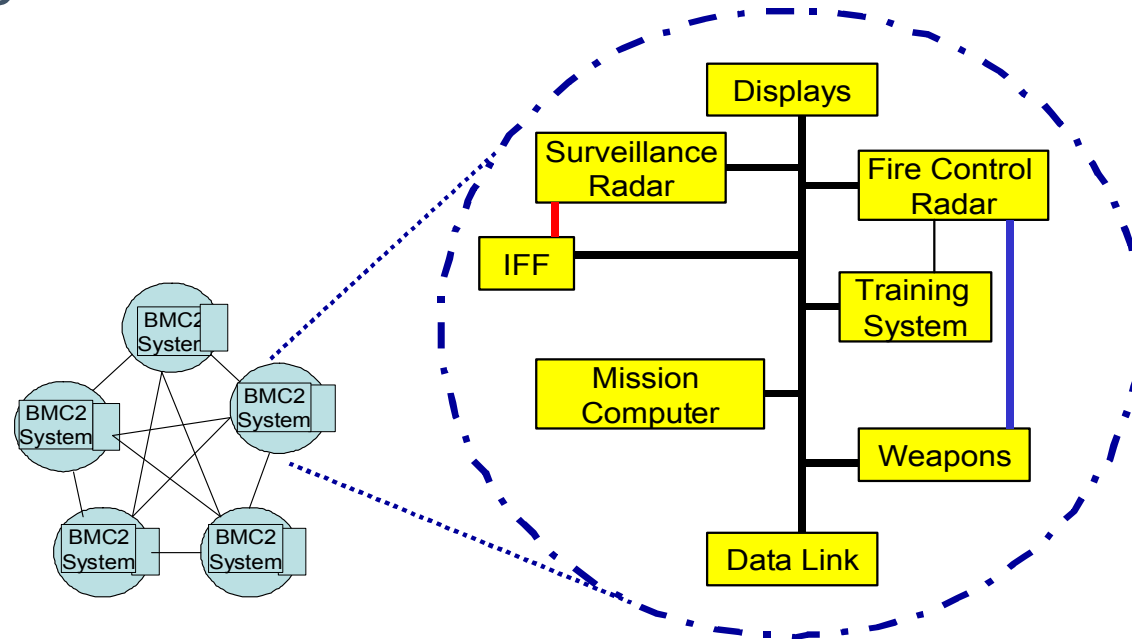 Displays
Surveillance
Radar
Fire Control
Radar
IFF
Training
System
Mission
Computer
Weapons
Data Link
BMC2
System
BMC2
System
BMC2
System
BMC2
System
BMC2
System